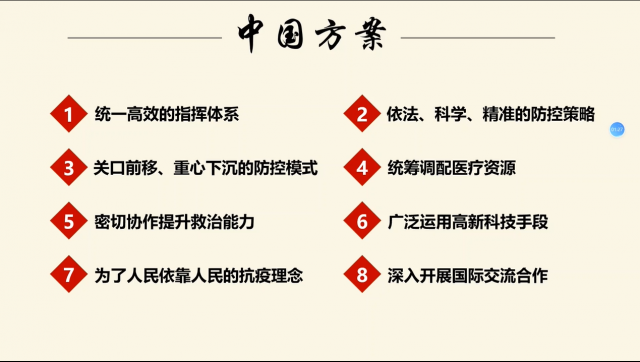 中国方案
1 统一高效的指挥体系
2 依法、科学、精准的防控策略
3 关口前移、重心下沉的防控模式
4 统筹调配医疗资源
5 密切协作提升救治能力
6 广泛运用高新科技手段
7 为了人民依靠人民的抗疫理念
8 深入开展国际交流合作